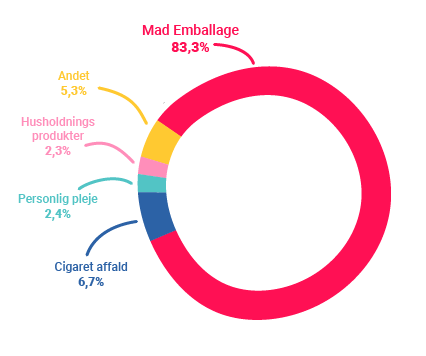 Mad Emballage
83,3%
Andet
5,3%
Husholdnings
produkter
2,3%
Personlig pleje
2,4%
Cigaret affald
6,7%